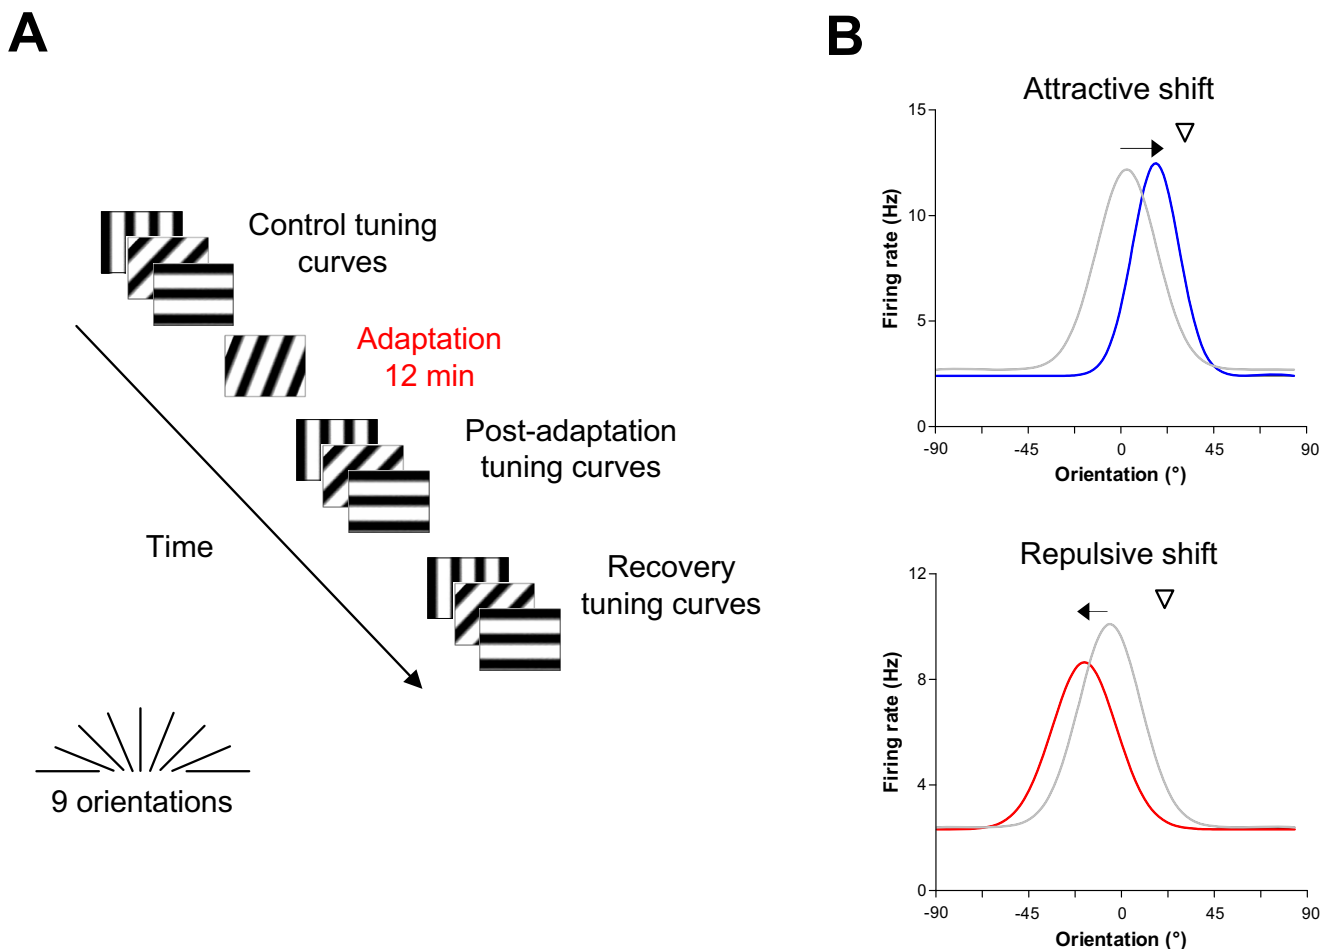 A
Control tuning
curves
Adaptation
12 min
Post-adaptation
tuning curves
Time
Recovery
tuning curves
9 orientations
B
Attractive shift
15
10
5
0
Firing rate (Hz)
-90
-45
0
45
90
Orientation (°)
Repulsive shift
12
8
4
0
Firing rate (Hz)
-90
-45
0
45
90
Orientation (°)